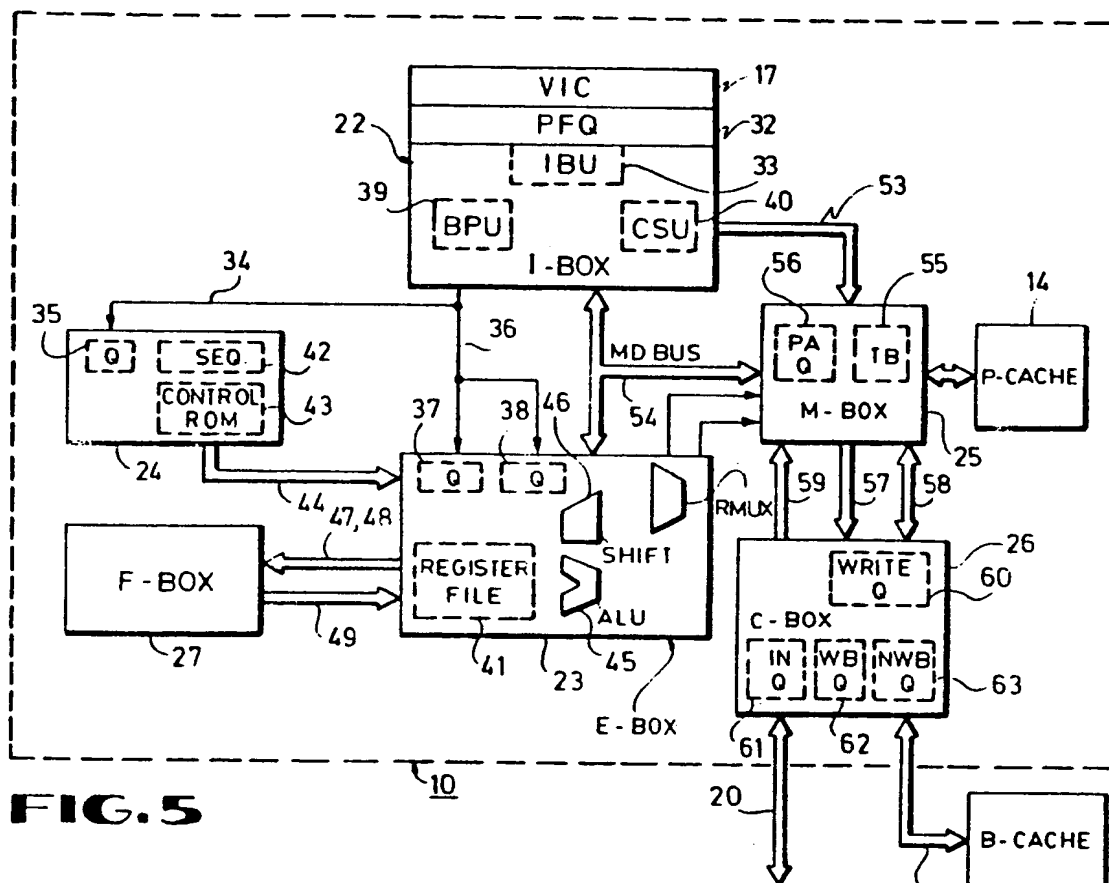 VIC
17
PFQ
32
22
IBU
33
39
BPU
40
CSU
53
I-BOX
34
56
55
14
35
36
MD BUS
PA
Q
TB
P-CACHE
Q
SEQ
42
CONTROL
ROM
43
37
38
46
54
M-BOX
24
25
44
Q
Q
RMUX
59
57
58
47,48
SHIFT
26
F-BOX
REGISTER
FILE
WRITE
Q
60
ALU
C-BOX
49
27
41
23
45
IN
Q
WB
Q
NWB
Q
63
E-BOX
61
62
10
20
FIG.5
B-CACHE